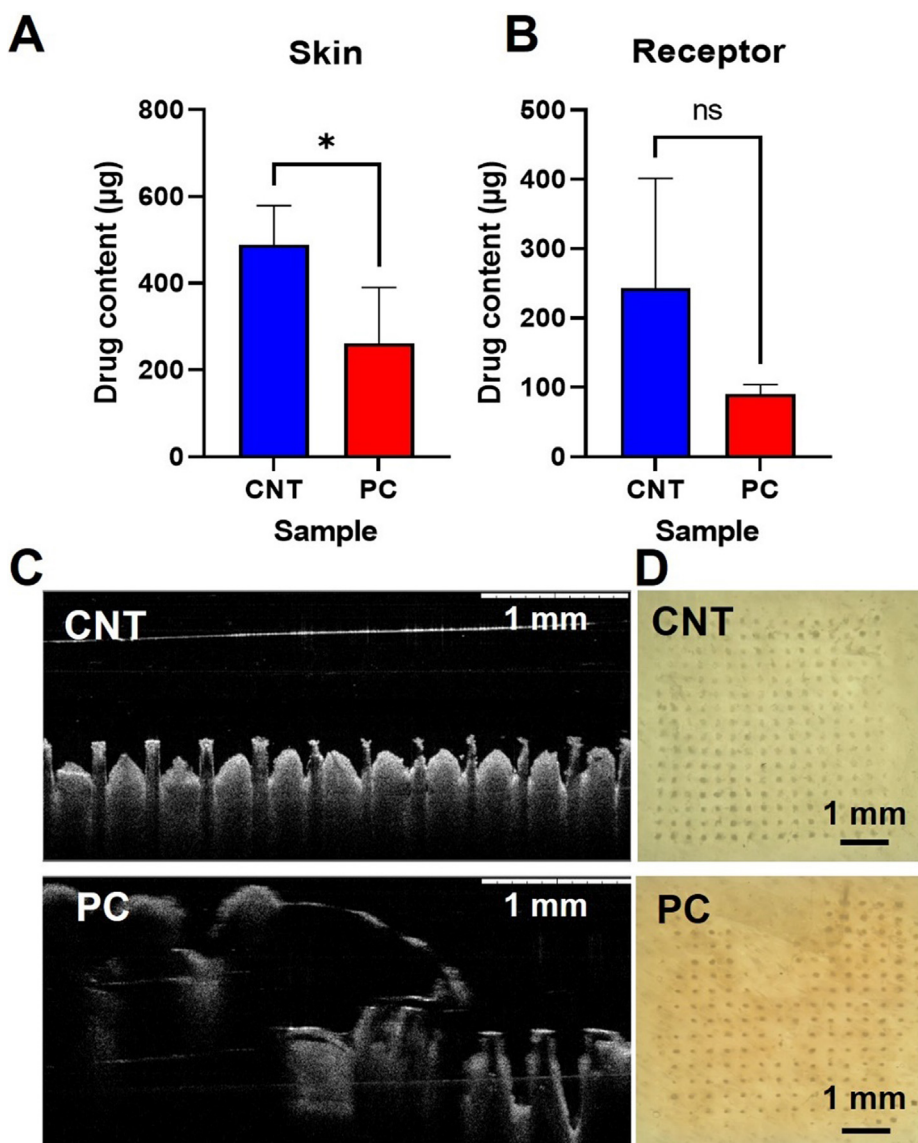 A
Skin
Drug content (µg)
800
600
400
200
0
*
CNT PC
Sample
B
Receptor
Drug content (µg)
500
400
300
200
100
0
ns
CNT PC
Sample
C
CNT
1 mm
PC
1 mm
D
CNT
1 mm
PC
1 mm